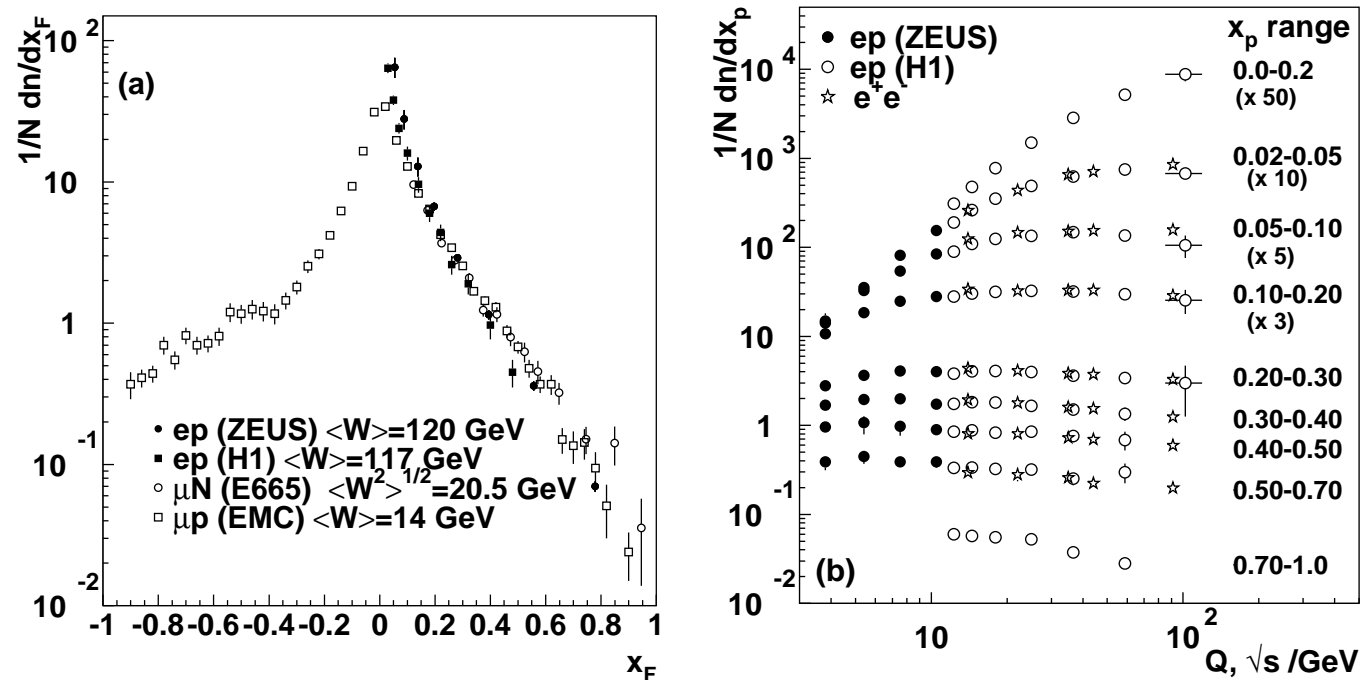 1/N dn/dx_F
(a)
10^2
10
1
10^-1
10^-2
ep (ZEUS) <W>=120 GeV
ep (H1) <W>=117 GeV
μN (E665) <W^2>^1/2=20.5 GeV
μp (EMC) <W>=14 GeV
-1 -0.8 -0.6 -0.4 -0.2 0 0.2 0.4 0.6 0.8 1
x_F
1/N dn/dx_p
ep (ZEUS)
ep (H1)
e^+e^-
x_p range
0.0-0.2
(x 50)
0.02-0.05
(x 10)
0.05-0.10
(x 5)
0.10-0.20
(x 3)
0.20-0.30
0.30-0.40
0.40-0.50
0.50-0.70
0.70-1.0
10^4
10^3
10^2
10
1
10^-1
10^-2
(b)
10 10^2
Q, √s /GeV